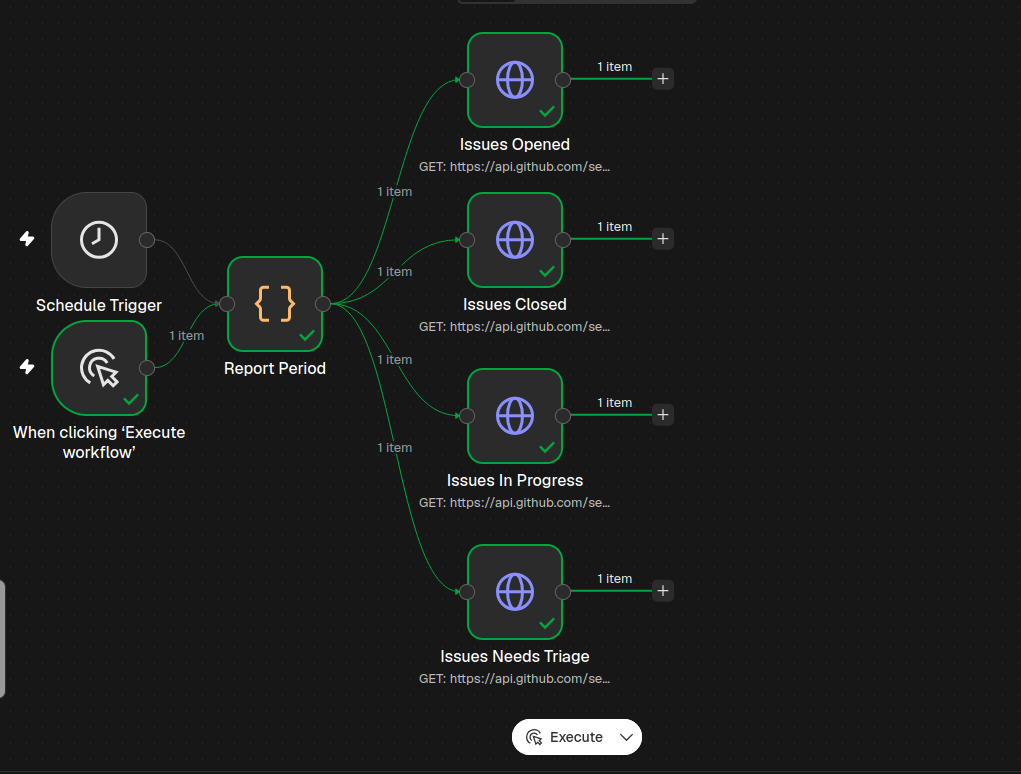 1 item
Issues Opened
GET: https://api.github.com/se...
1 item
1 item
Issues Closed
GET: https://api.github.com/se...
1 item
Schedule Trigger
1 item
When clicking ‘Execute
workflow’
{ }
Report Period
1 item
1 item
Issues In Progress
GET: https://api.github.com/se...
1 item
1 item
Issues Needs Triage
GET: https://api.github.com/se...
Execute